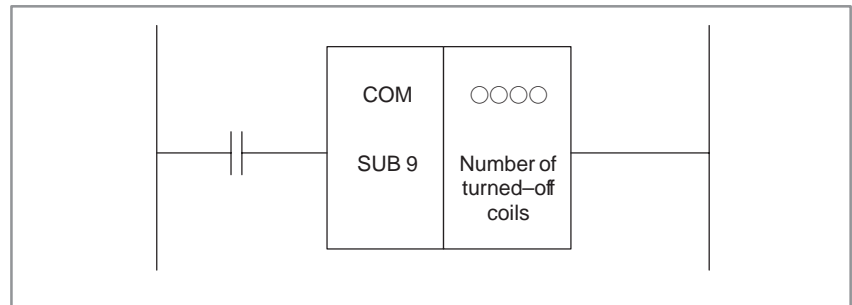 COM
○○○○
SUB 9
Number of
turned–off
coils